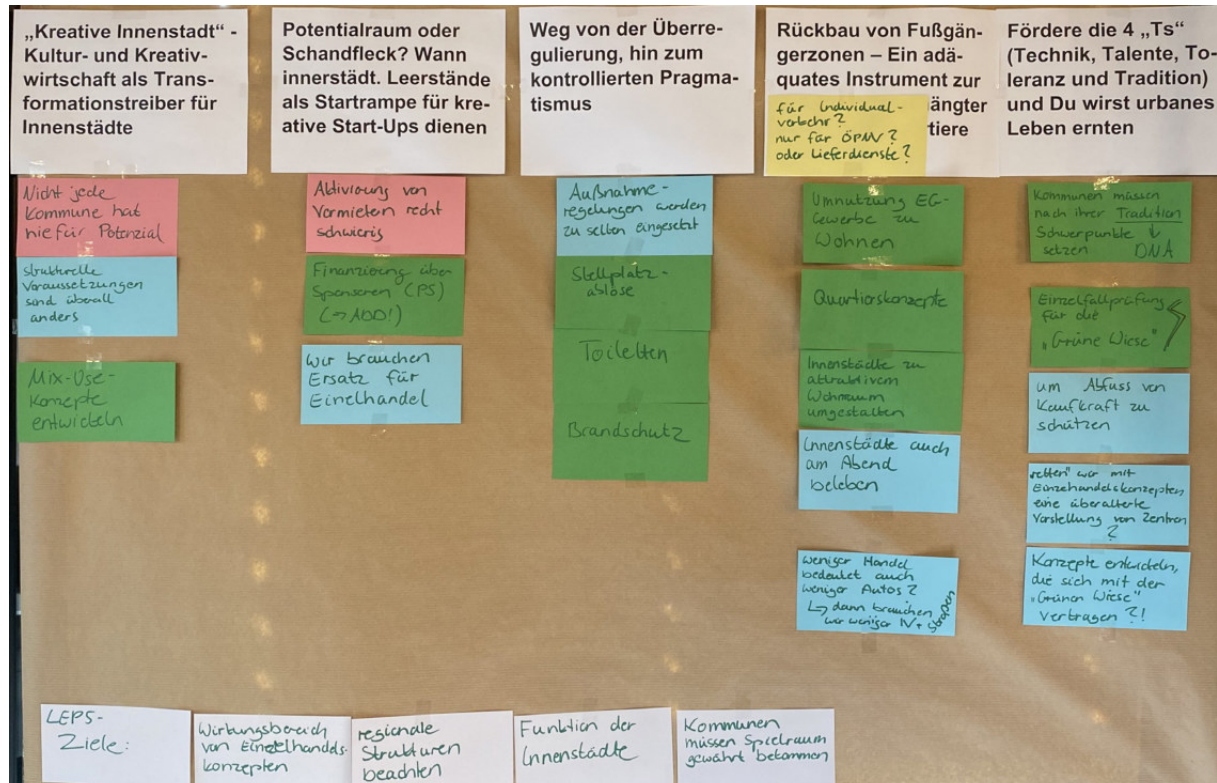 „Kreative Innenstadt“ -
Kultur- und Kreativ-
wirtschaft als Trans-
formationstreiber für
Innenstädte
Nicht jede
Kommune hat
hiefür Potenzial
strukturelle
Voraussetzungen
sind überall
anders
Mix-Use-
Konzepte
entwickeln
Potentialraum oder
Schandfleck? Wann
innerstädt. Leerstände
als Startrampe für kre-
ative Start-Ups dienen
Aktivierung von
Vermietern recht
schwierig
Finanzierung über
Sponsoren (PS)
(→ ADD!)
Wir brauchen
Ersatz für
Einzelhandel
Weg von der Überre-
gulierung, hin zum
kontrollierten Pragma-
tismus
Außnahme-
regelungen werden
zu selten eingesetzt
Stellplatz-
ablöse
Toiletten
Brandschutz
Rückbau von Fußgän-
gerzonen – Ein adä-
quates Instrument zur
ängter
tiere
für Individual-
verkehr?
nur für ÖPNV?
oder Lieferdienste?
Umnutzung EG-
Gewerbe zu
Wohnen
Quartierskonzepte
Innenstädte zu
attraktivem
Wohnraum
umgestalten
Innenstädte auch
am Abend
beleben
weniger Handel
bedeutet auch
weniger Autos?
↳ dann brauchen
wir weniger IV + Straßen
Fördere die 4 „Ts“
(Technik, Talente, To-
leranz und Tradition)
und Du wirst urbanes
Leben ernten
Kommunen müssen
nach ihrer Tradition
Schwerpunkte ↓
setzen DNA
Einzelfallprüfung
für die
„Grüne Wiese“
um Abfuss von
Kaufkraft zu
schützen
„retten“ wir mit
Einzehandelskonzepten
eine überalterte
Vorstellung von Zentren
?
Konzepte entwickeln,
die sich mit der
„Grünen Wiese“
vertragen?!
LEP5-
Ziele:
Wirkungsbereich
von Einzelhandels-
konzepten
regionale
Strukturen
beachten
Funktion der
Innenstädte
Kommunen
müssen Spielraum
gewährt bekommen